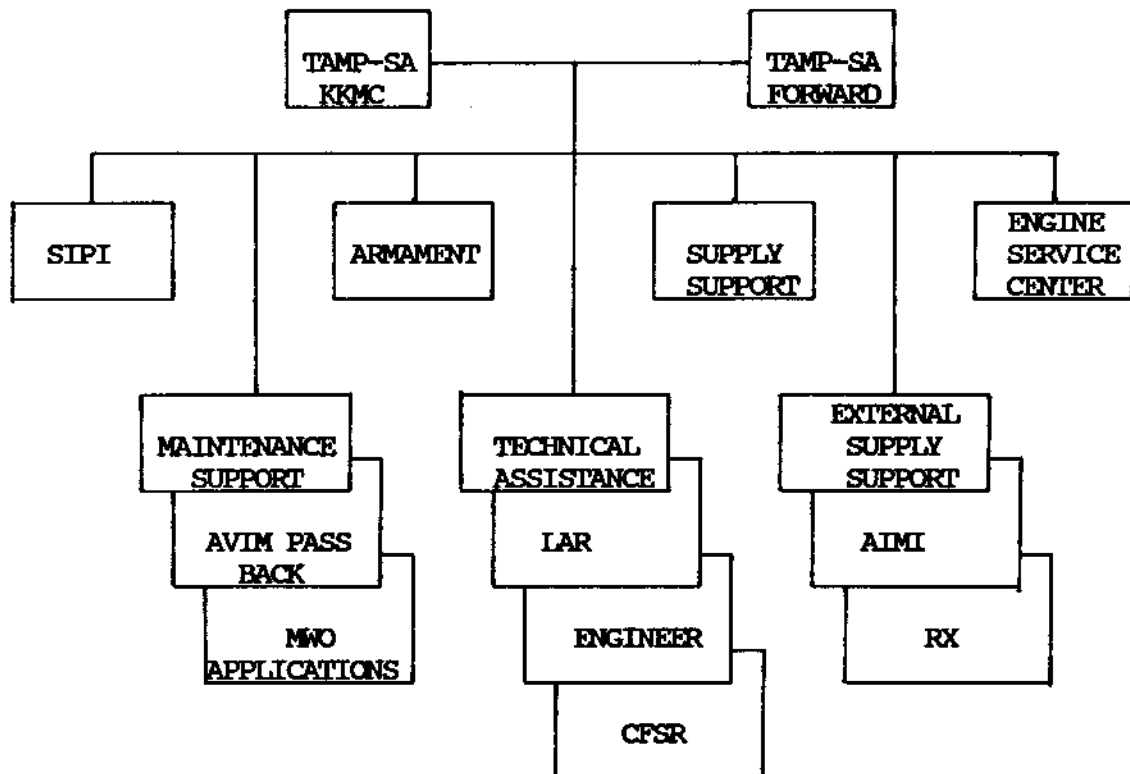 TAMP-SA
KKMC
TAMP-SA
FORWARD
SIPI
ARMAMENT
SUPPLY
SUPPORT
ENGINE
SERVICE
CENTER
MAINTENANCE
SUPPORT
AVIM PASS
BACK
MWO
APPLICATIONS
TECHNICAL
ASSISTANCE
LAR
ENGINEER
CFSR
EXTERNAL
SUPPLY
SUPPORT
AIMI
RX